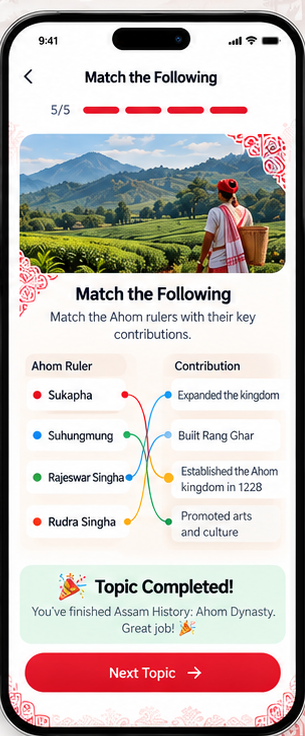 9:41
Match the Following
5/5
Match the Following
Match the Ahom rulers with their key
contributions.
Ahom Ruler
Contribution
Sukapha
Expanded the kingdom
Suhungmung
Built Rang Ghar
Rajeswar Singha
Established the Ahom
kingdom in 1228
Rudra Singha
Promoted arts
and culture
Topic Completed!
You've finished Assam History: Ahom Dynasty.
Great job!
Next Topic →